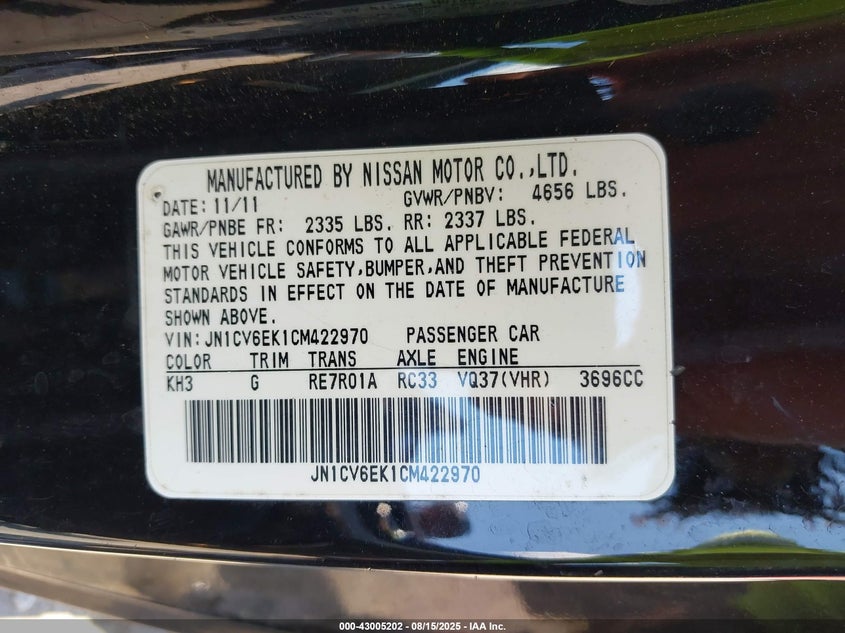 MANUFACTURED BY NISSAN MOTOR CO.,LTD.
DATE: 11/11 GVWR/PNBV: 4656 LBS.
GAWR/PNBE FR: 2335 LBS. RR: 2337 LBS.
THIS VEHICLE CONFORMS TO ALL APPLICABLE FEDERAL
MOTOR VEHICLE SAFETY,BUMPER,AND THEFT PREVENTION
STANDARDS IN EFFECT ON THE DATE OF MANUFACTURE
SHOWN ABOVE.
VIN:JN1CV6EK1CM422970 PASSENGER CAR
COLOR TRIM TRANS AXLE ENGINE
KH3 G RE7R01A RC33 VQ37(VHR) 3696CC
JN1CV6EK1CM422970
000-43005202 - 08/15/2025 - IAA Inc.